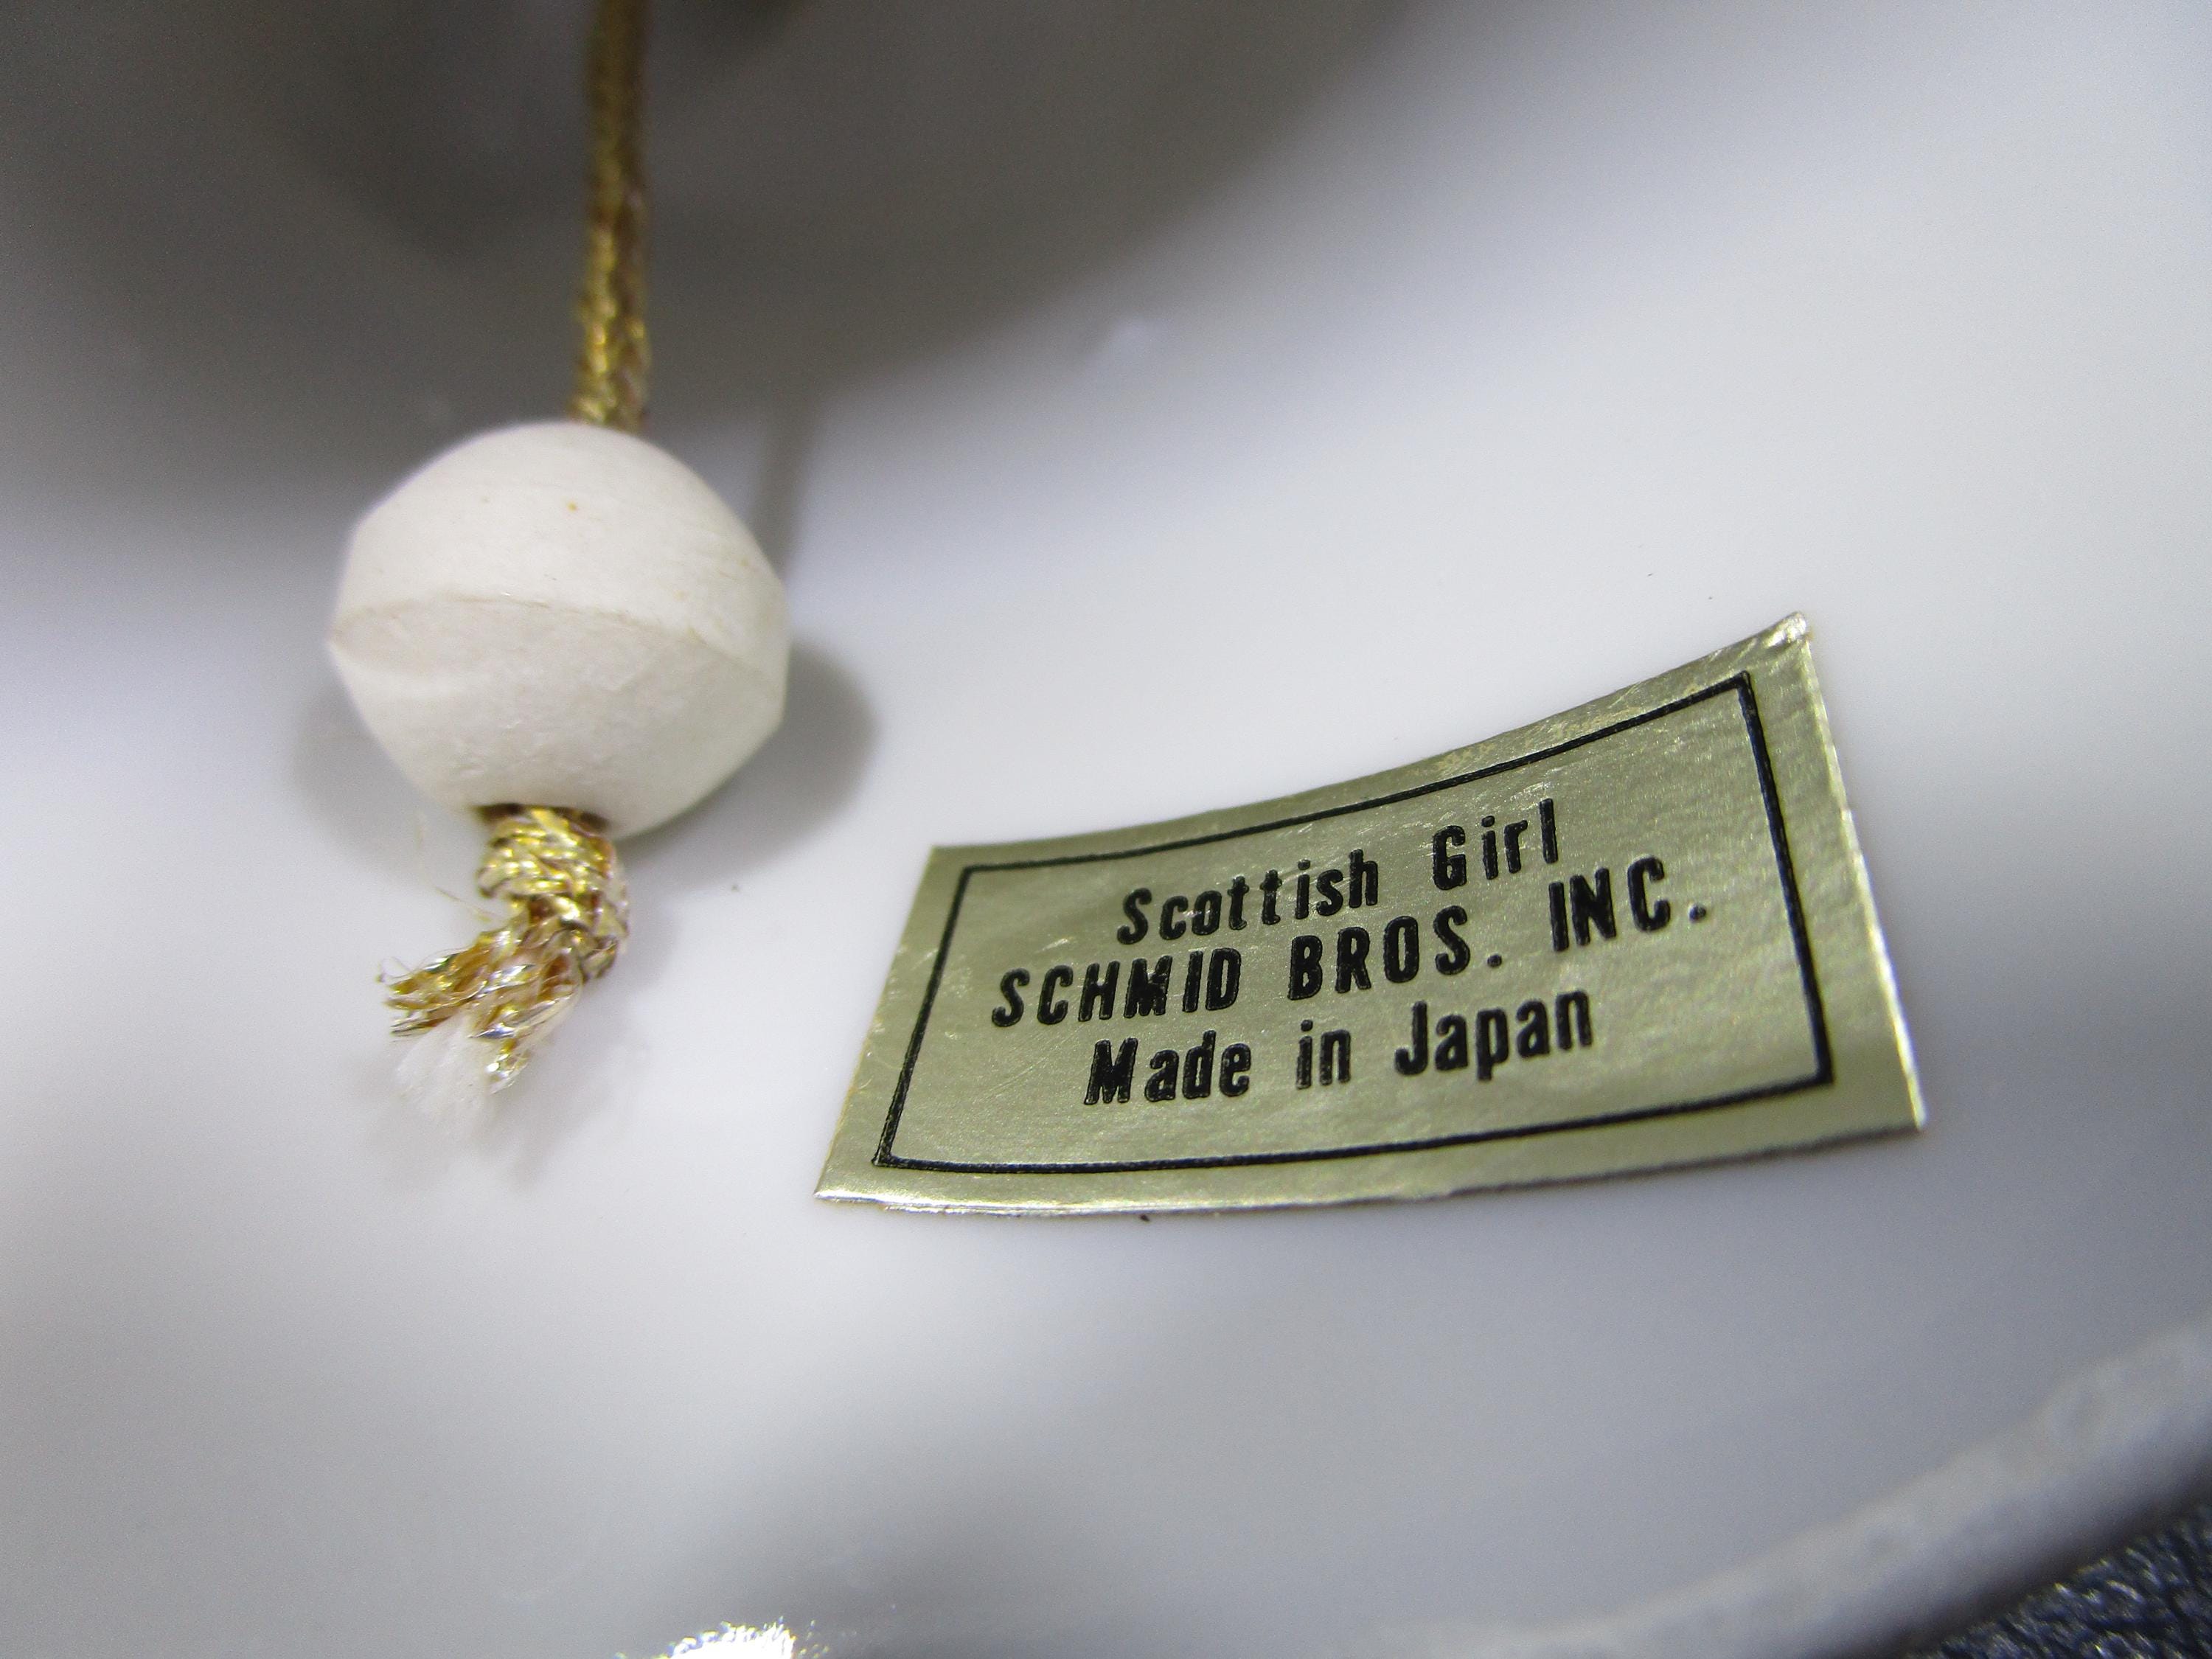 Scottish Girl
SCHMID BROS. INC.
Made in Japan